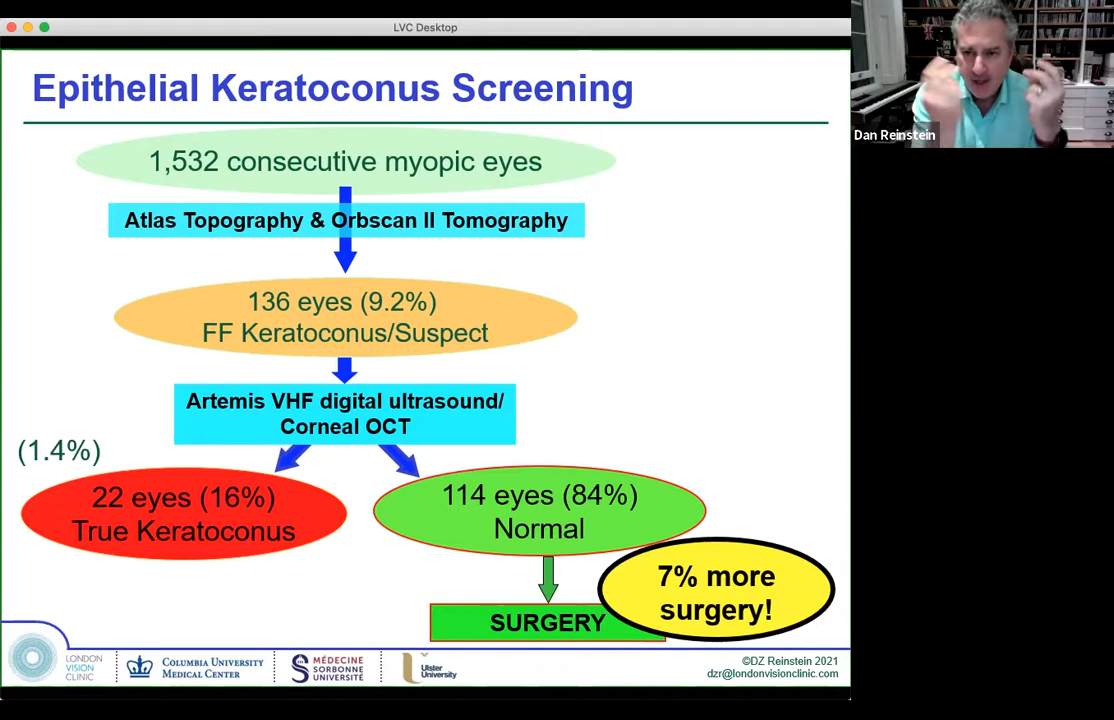 LVC Desktop
Epithelial Keratoconus Screening
Dan Reinstein
1,532 consecutive myopic eyes
Atlas Topography & Orbscan II Tomography
136 eyes (9.2%)
FF Keratoconus/Suspect
Artemis VHF digital ultrasound/
Corneal OCT
(1.4%)
22 eyes (16%)
True Keratoconus
114 eyes (84%)
Normal
7% more
surgery!
SURGERY
LONDON
VISION
CLINIC
COLUMBIA UNIVERSITY
MEDICAL CENTER
MÉDECINE
SORBONNE
UNIVERSITÉ
Ulster
University
©DZ Reinstein 2021
dzr@londonvisionclinic.com